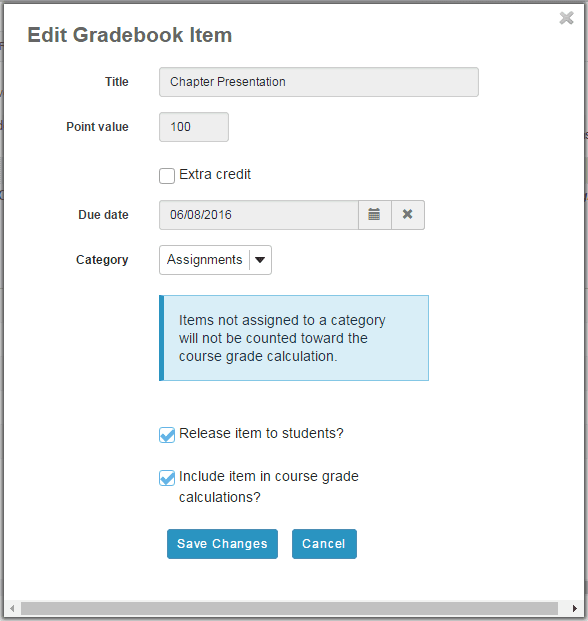 Edit Gradebook Item
Title
Chapter Presentation
Point value
100
Extra credit
Due date
06/08/2016
Category
Assignments
Items not assigned to a category
will not be counted toward the
course grade calculation.
Release item to students?
Include item in course grade
calculations?
Save Changes
Cancel